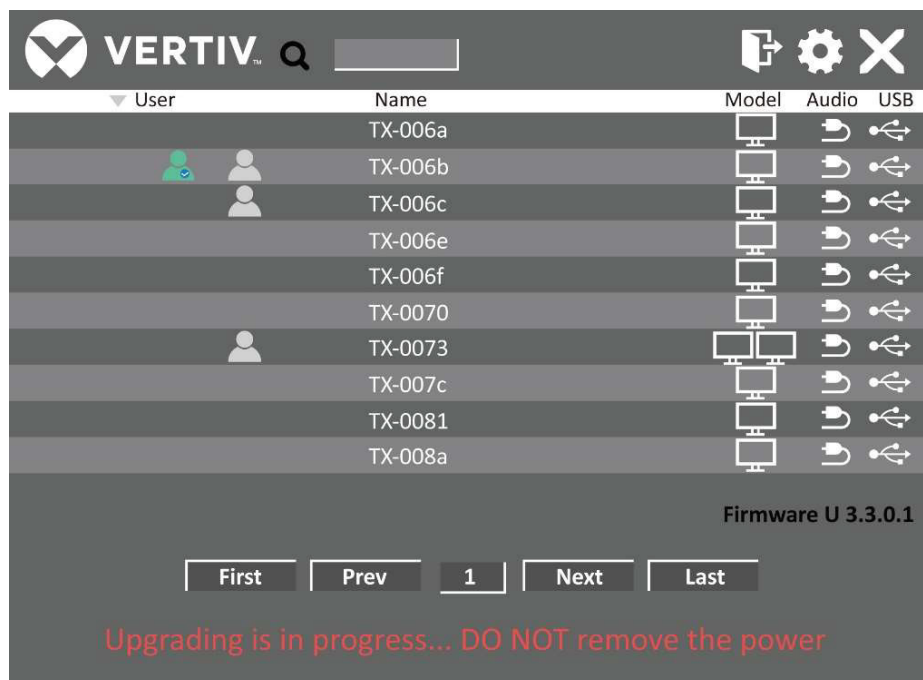 VERTIV™
User Name Model Audio USB
TX-006a
TX-006b
TX-006c
TX-006e
TX-006f
TX-0070
TX-0073
TX-007c
TX-0081
TX-008a
Firmware U 3.3.0.1
First Prev 1 Next Last
Upgrading is in progress... DO NOT remove the power